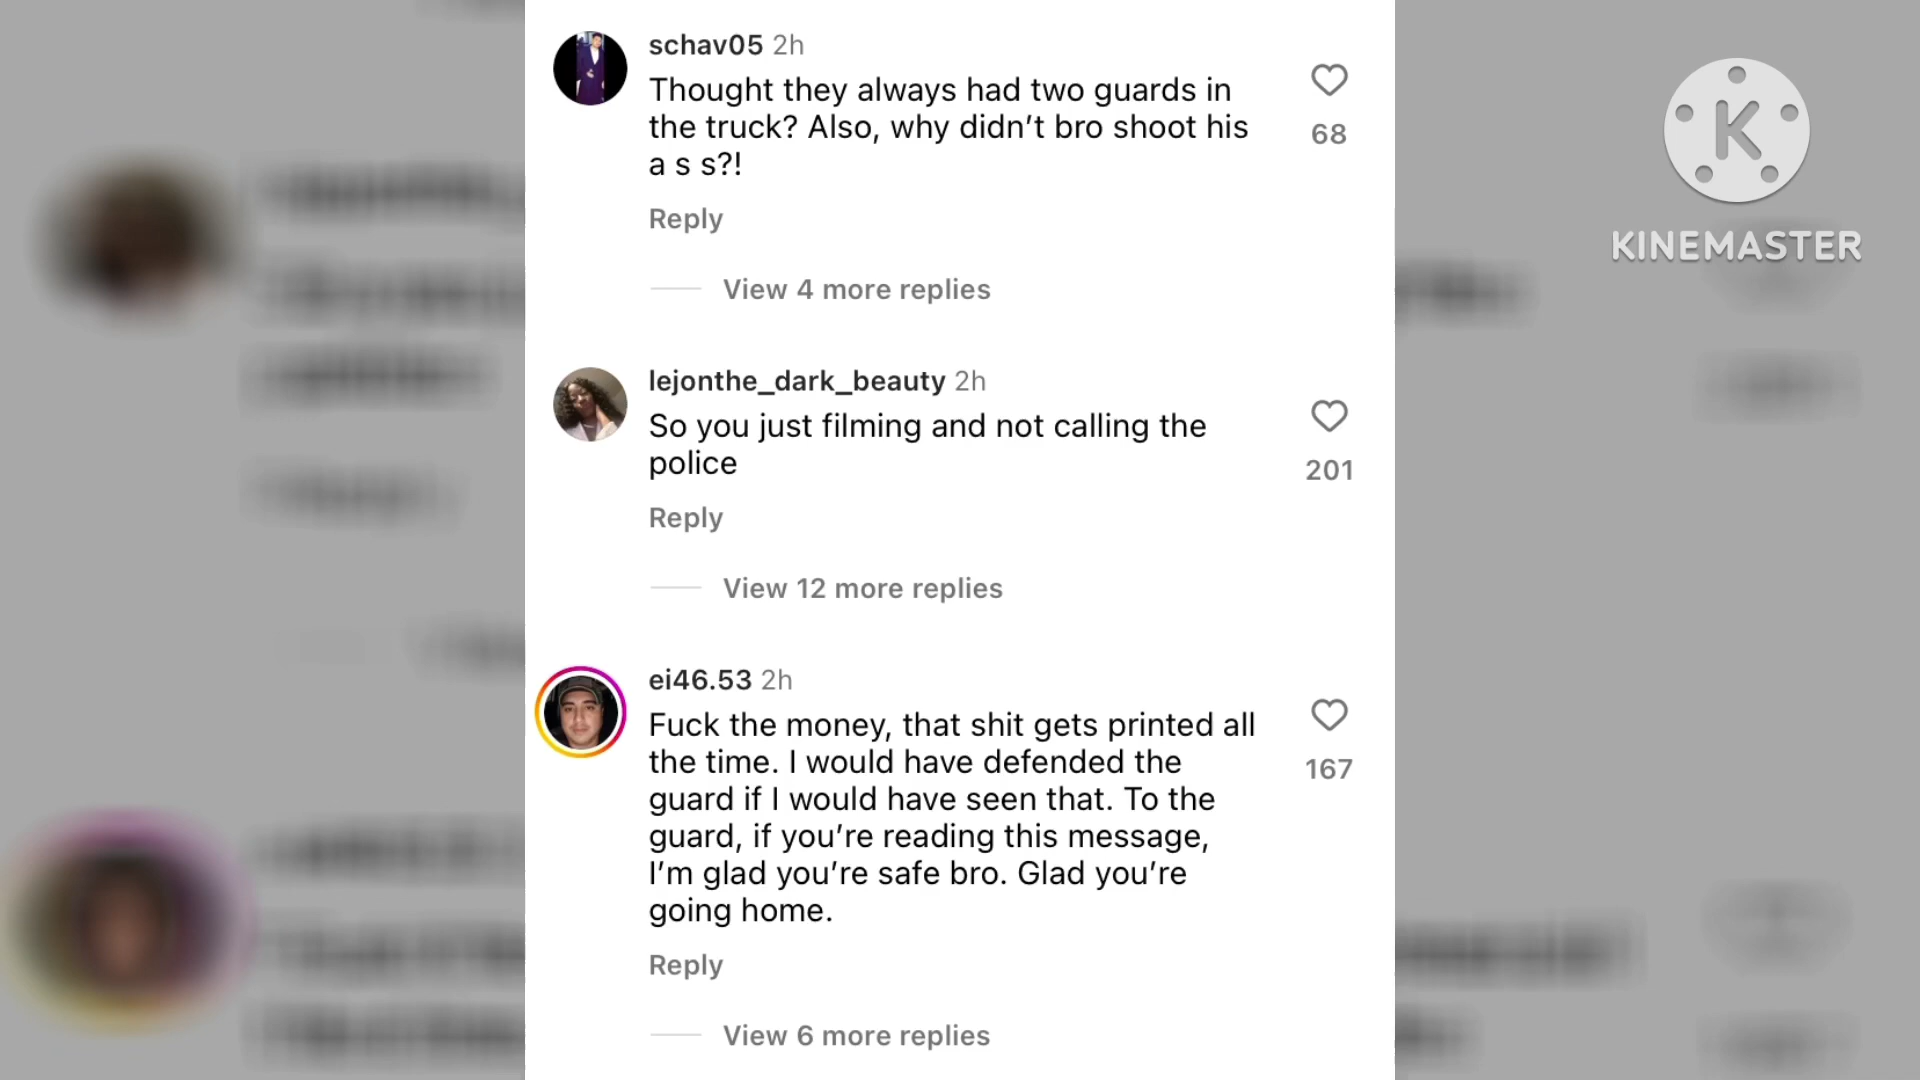 schav05 2h
Thought they always had two guards in
the truck? Also, why didn’t bro shoot his
a s s?!
68
Reply
View 4 more replies
lejonthe_dark_beauty 2h
So you just filming and not calling the
police
201
Reply
View 12 more replies
ei46.53 2h
Fuck the money, that shit gets printed all
the time. I would have defended the
guard if I would have seen that. To the
guard, if you’re reading this message,
I’m glad you’re safe bro. Glad you’re
going home.
167
Reply
View 6 more replies
K
KINEMASTER